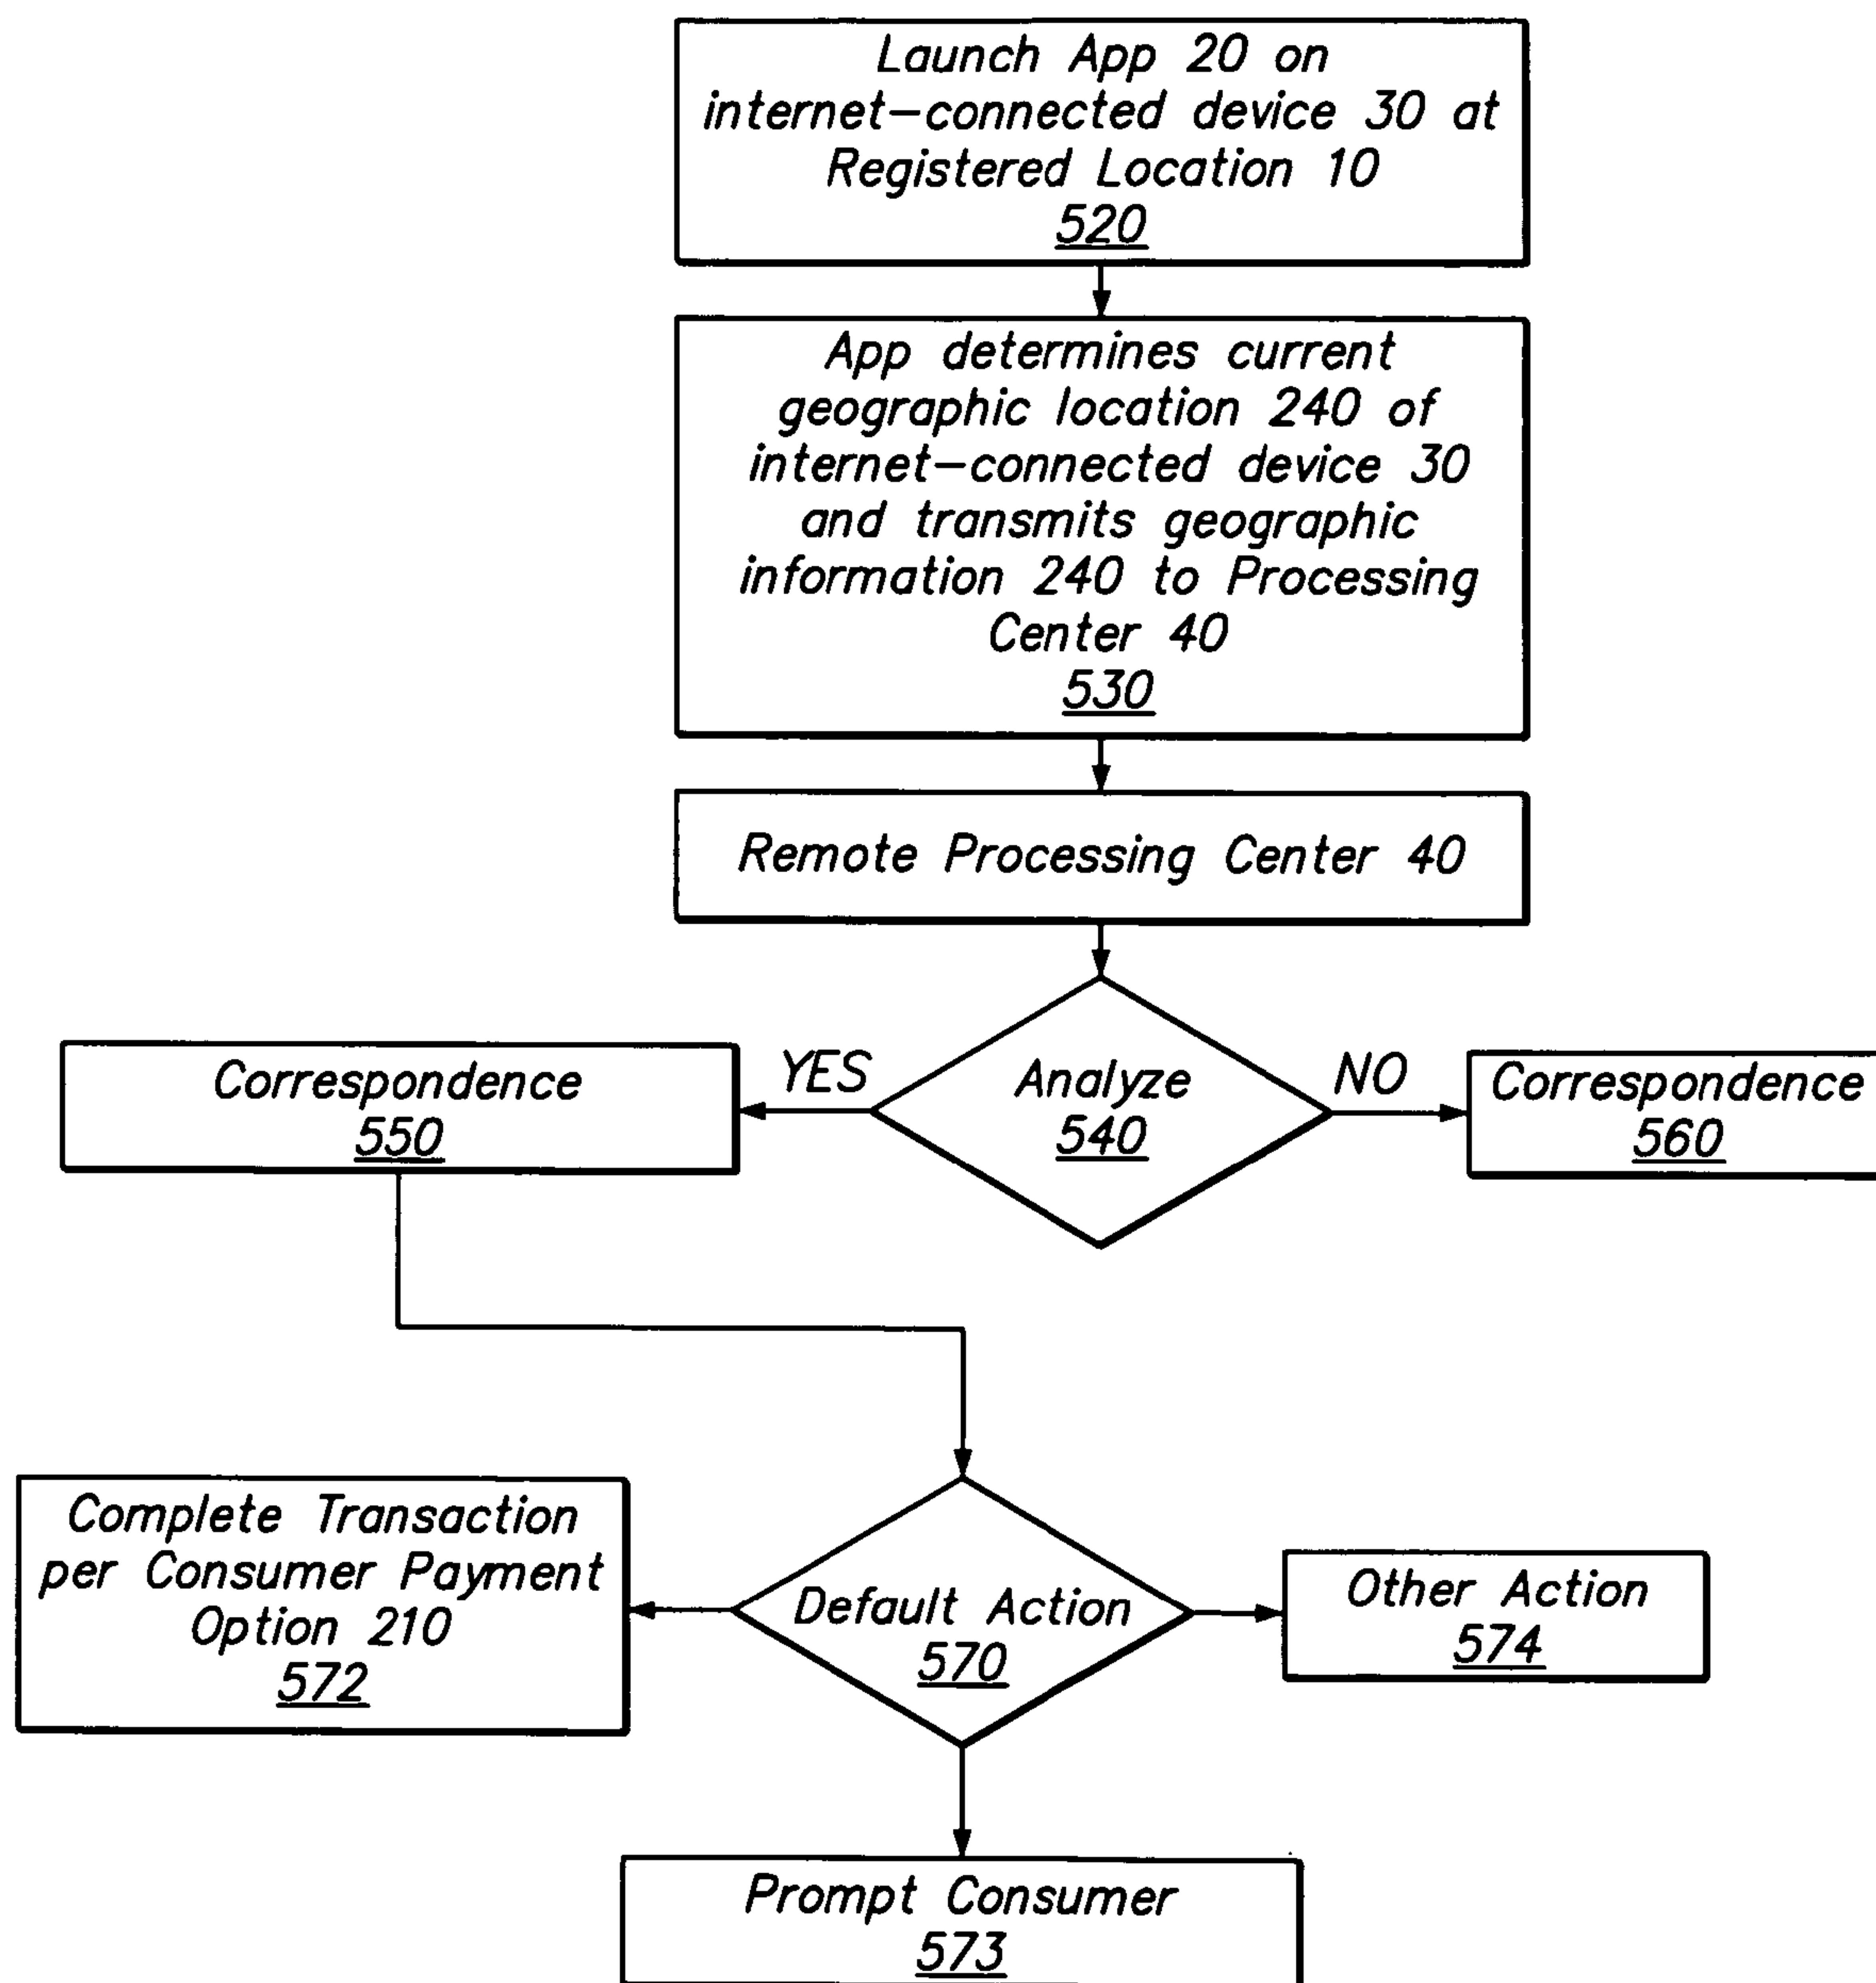 Launch App 20 on
internet-connected device 30 at
Registered Location 10
520
App determines current
geographic location 240 of
internet-connected device 30
and transmits geographic
information 240 to Processing
Center 40
530
Remote Processing Center 40
Correspondence
550
YES
Analyze
540
NO
Correspondence
560
Complete Transaction
per Consumer Payment
Option 210
572
Default Action
570
Other Action
574
Prompt Consumer
573